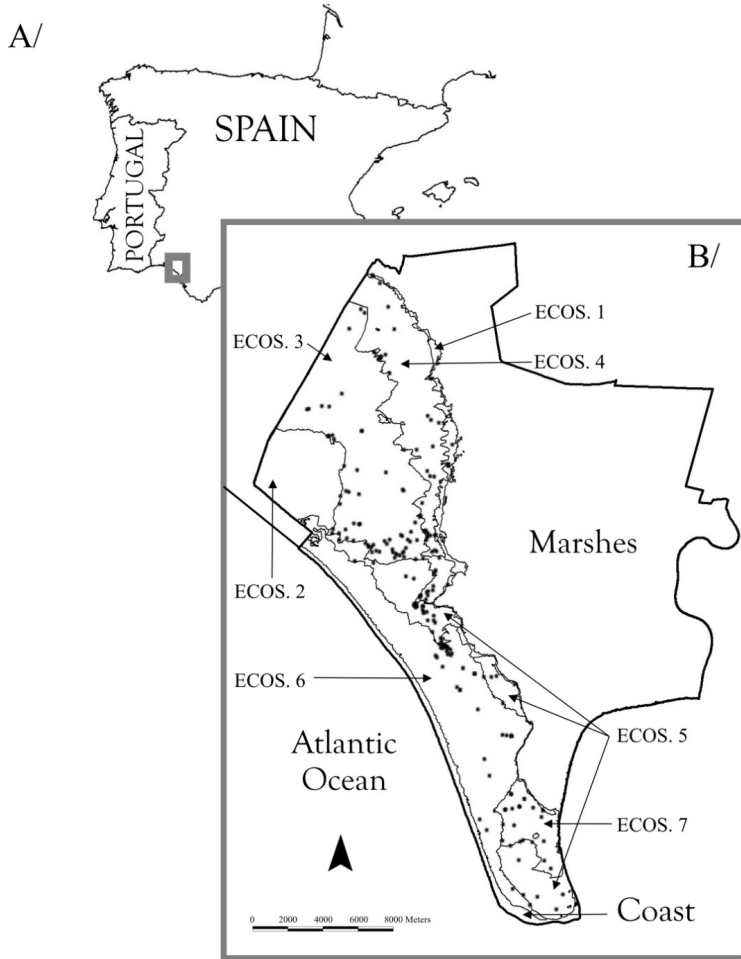 A/
SPAIN
PORTUGAL
B/
ECOS. 1
ECOS. 3
ECOS. 4
Marshes
ECOS. 2
ECOS. 6
ECOS. 5
Atlantic
Ocean
ECOS. 7
Coast
0 2000 4000 6000 8000 Meters